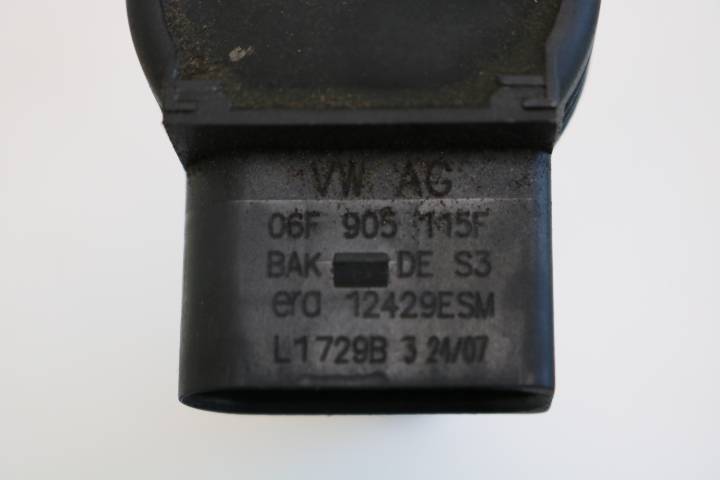 VW AG
06F 905 115F
BAK DE S3
era 12429ESM
L1729B 3 24/07